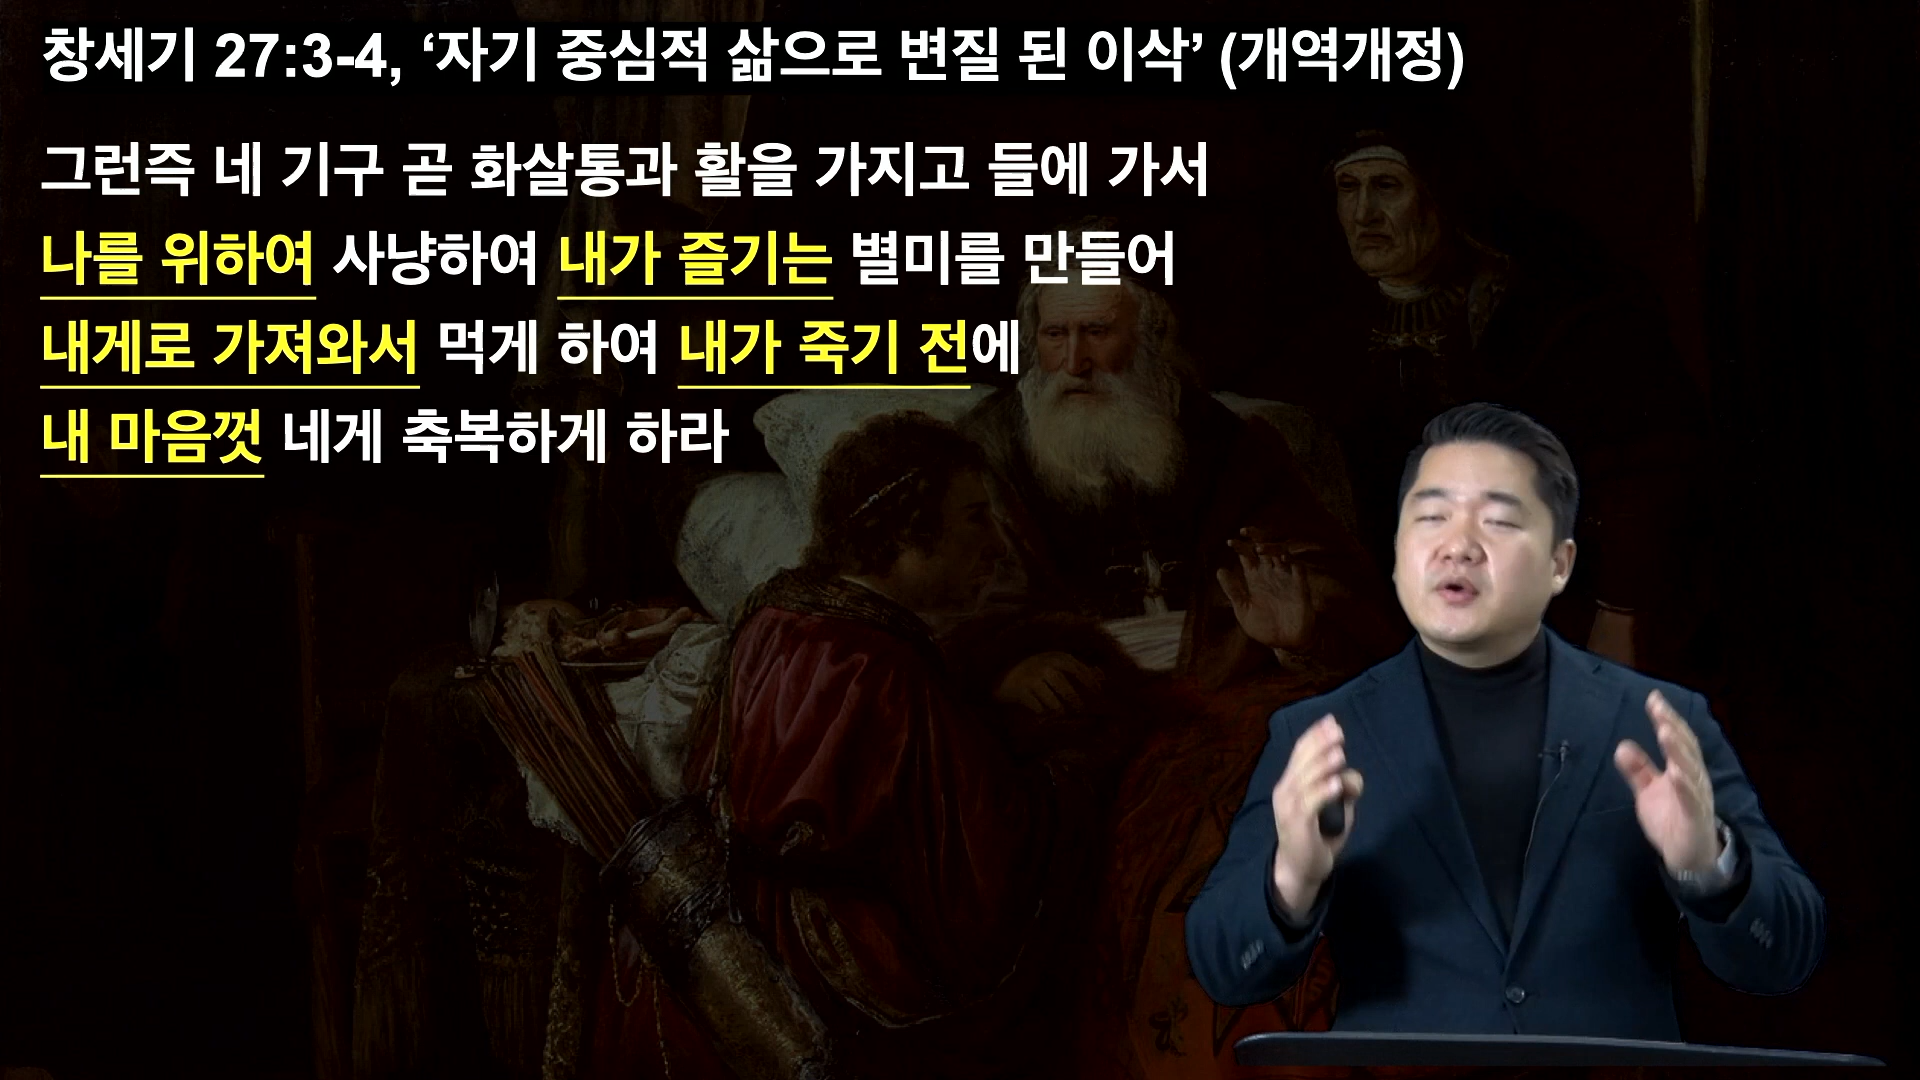 창세기 27:3-4, ‘자기 중심적 삶으로 변질 된 이삭’ (개역개정)
그런즉 네 기구 곧 화살통과 활을 가지고 들에 가서
나를 위하여 사냥하여 내가 즐기는 별미를 만들어
내게로 가져와서 먹게 하여 내가 죽기 전에
내 마음껏 네게 축복하게 하라